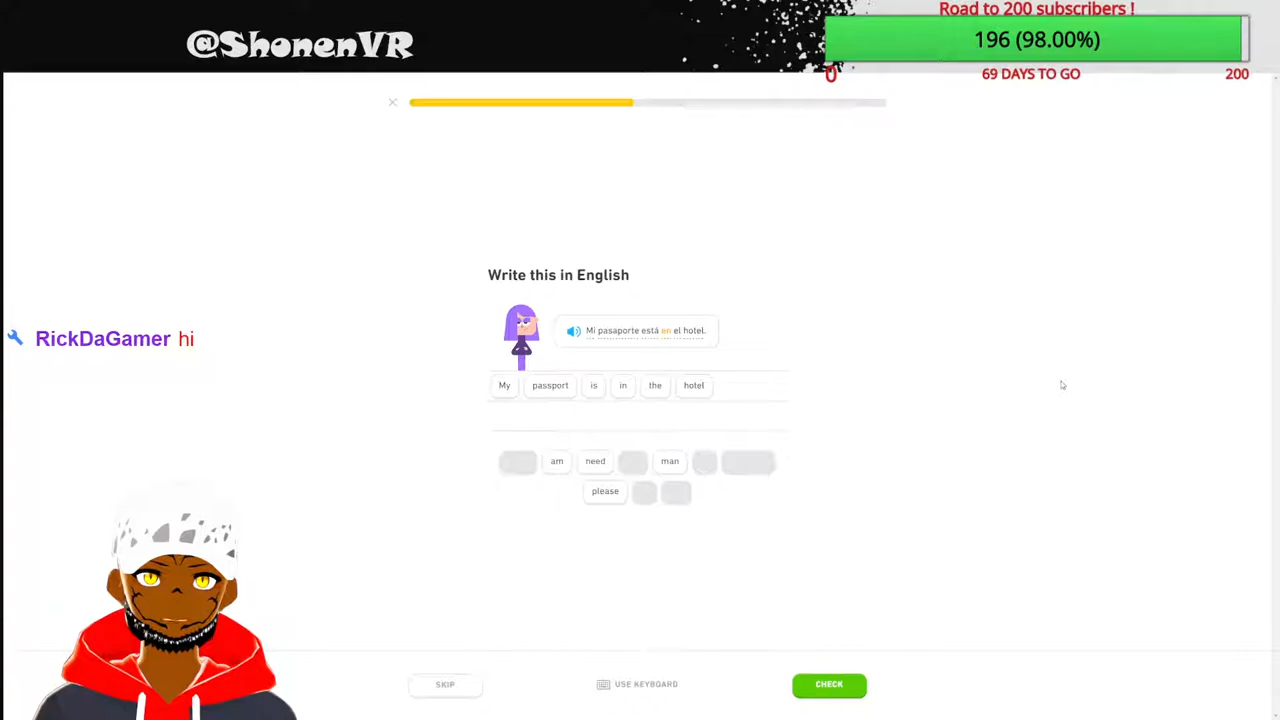 Road to 200 subscribers !
@ShonenVR
196 (98.00%)
0 69 DAYS TO GO 200
Write this in English
Mi pasaporte está en el hotel.
RickDaGamer hi
My passport is in the hotel
am need man
please
SKIP USE KEYBOARD CHECK